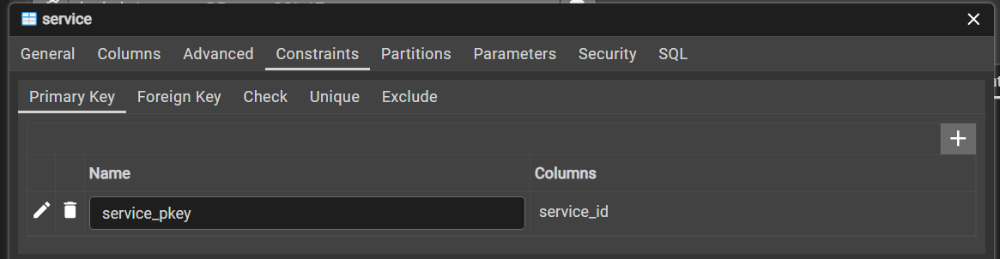 service
General Columns Advanced Constraints Partitions Parameters Security SQL
Primary Key Foreign Key Check Unique Exclude
Name Columns
service_pkey service_id